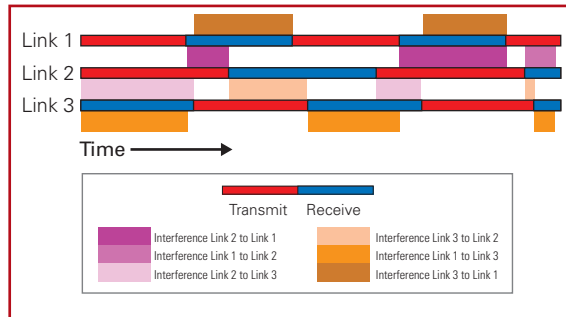 Link 1
Link 2
Link 3
Time
Transmit Receive
Interference Link 2 to Link 1
Interference Link 1 to Link 2
Interference Link 2 to Link 3
Interference Link 3 to Link 2
Interference Link 1 to Link 3
Interference Link 3 to Link 1